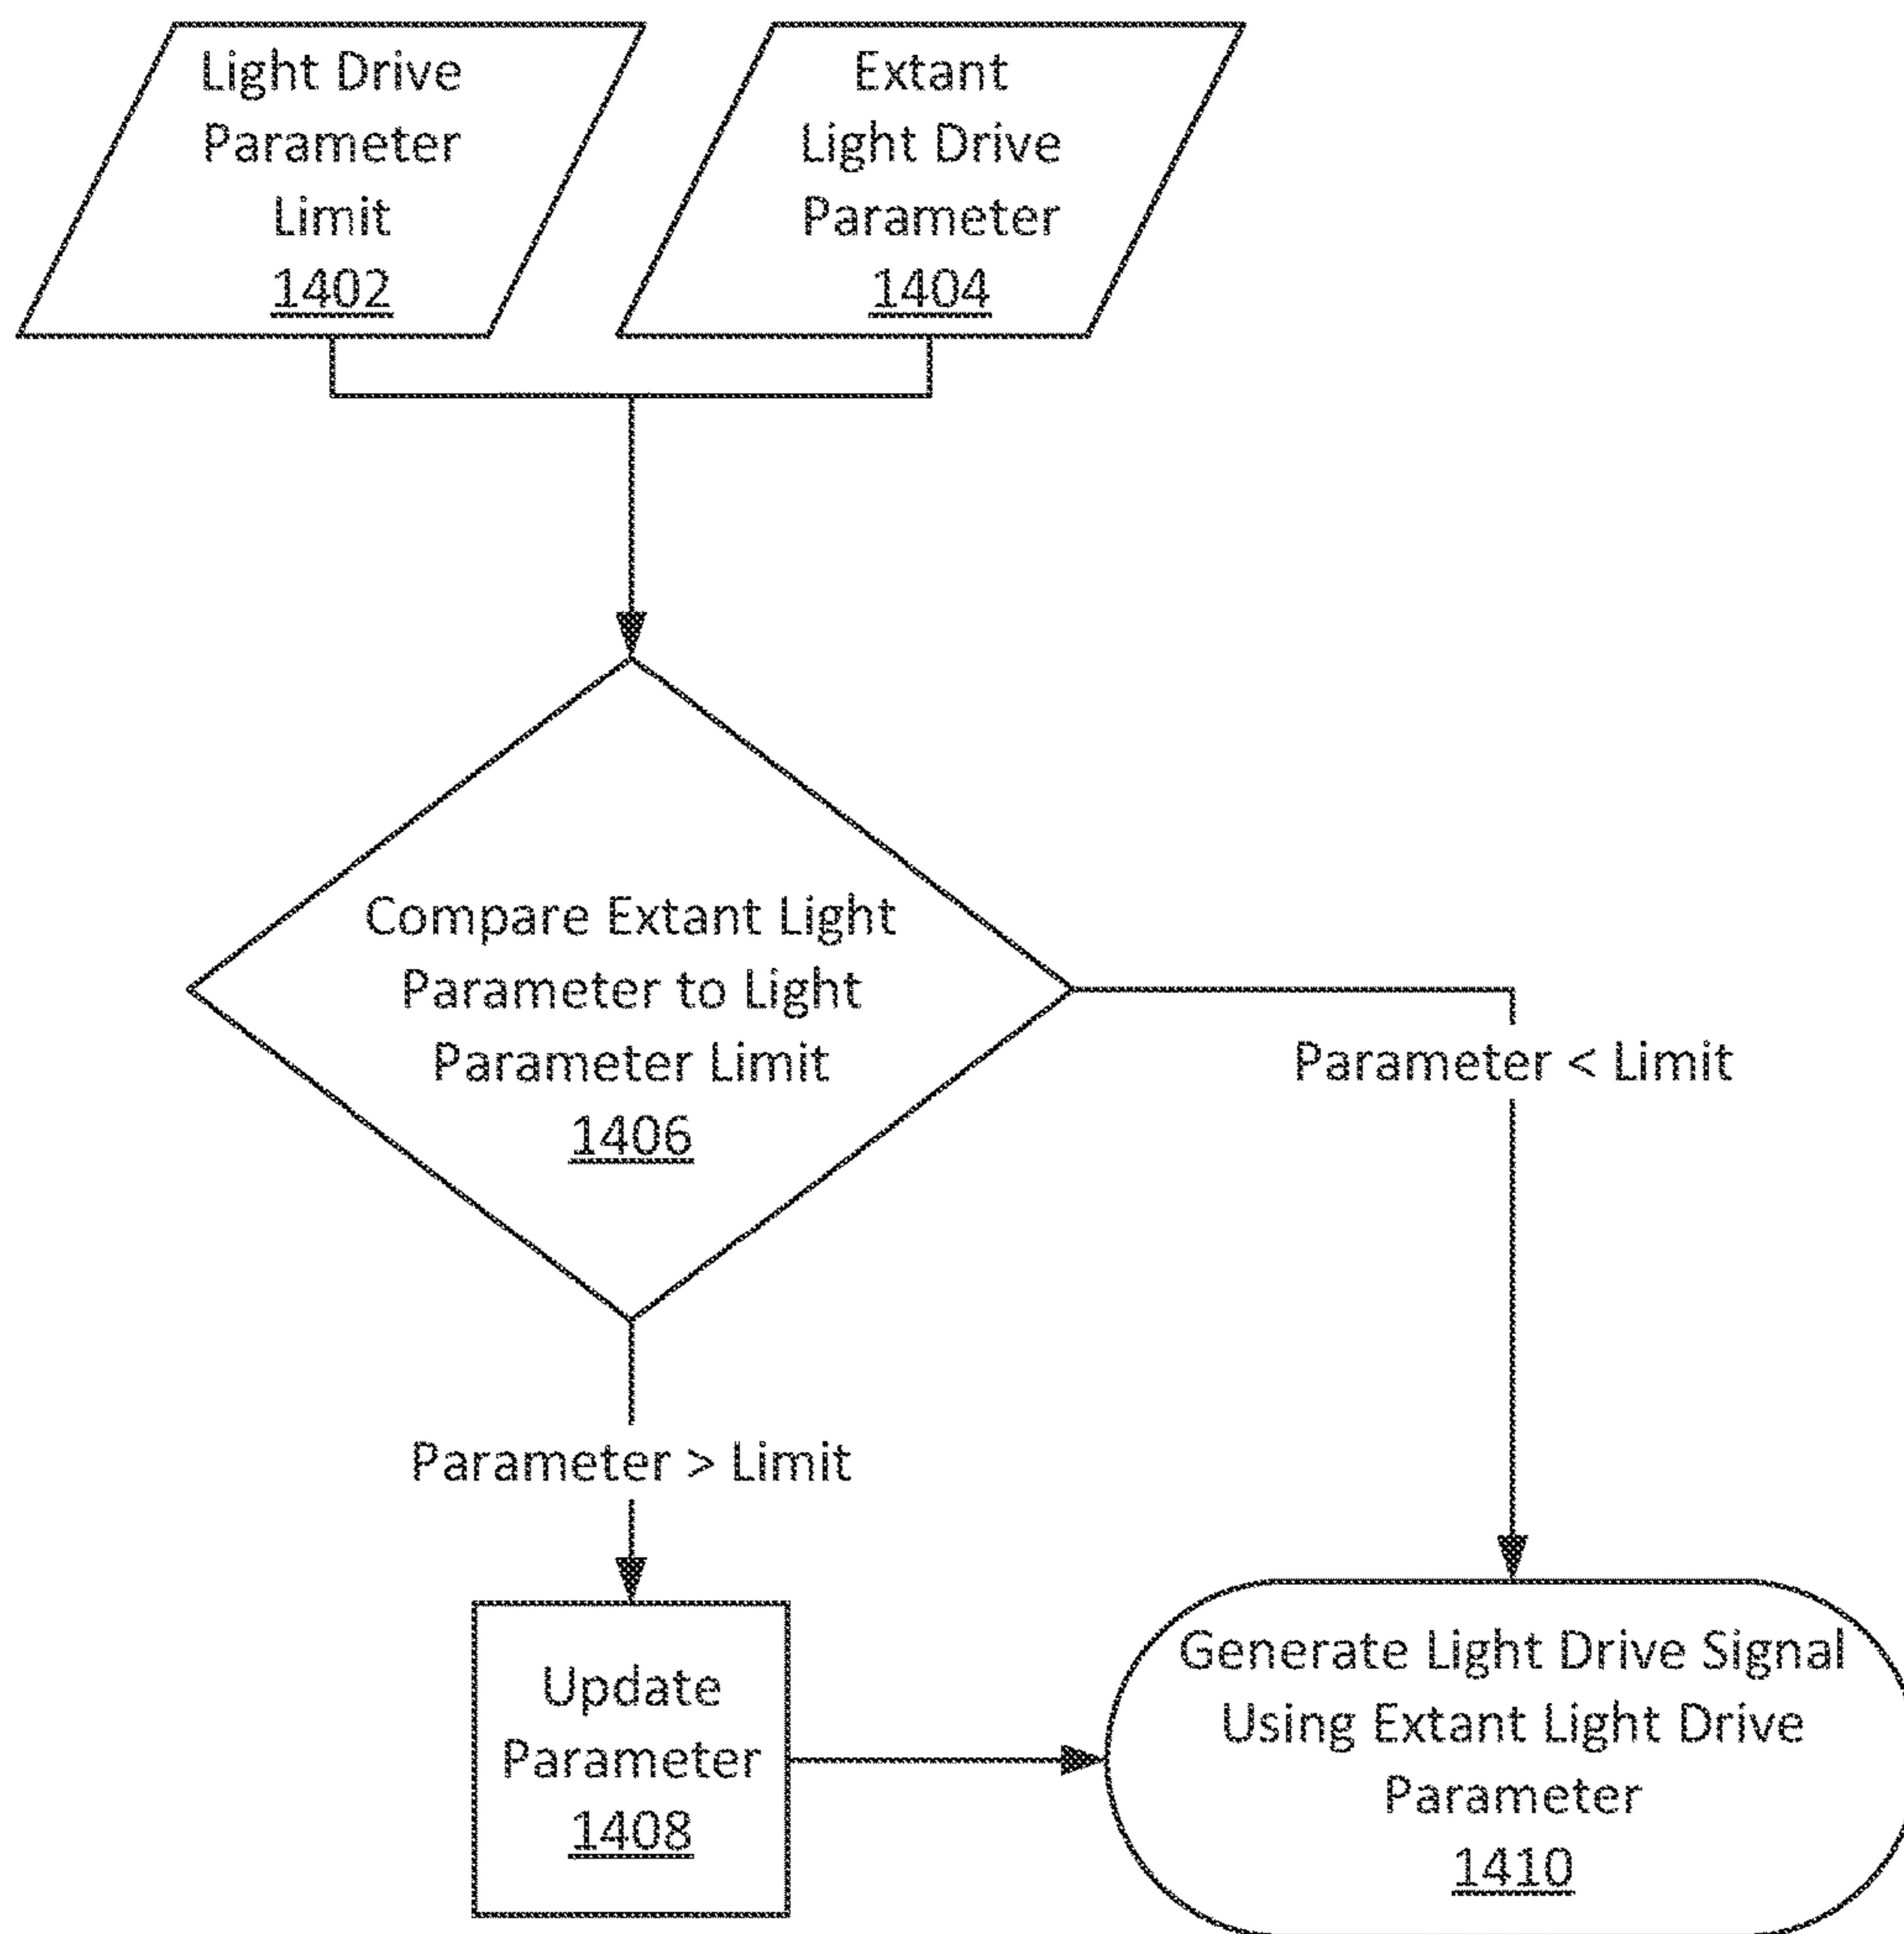 Light Drive
Parameter
Limit
1402
Extant
Light Drive
Parameter
1404
Compare Extant Light
Parameter to Light
Parameter Limit
1406
Parameter < Limit
Parameter > Limit
Update
Parameter
1408
Generate Light Drive Signal
Using Extant Light Drive
Parameter
1410